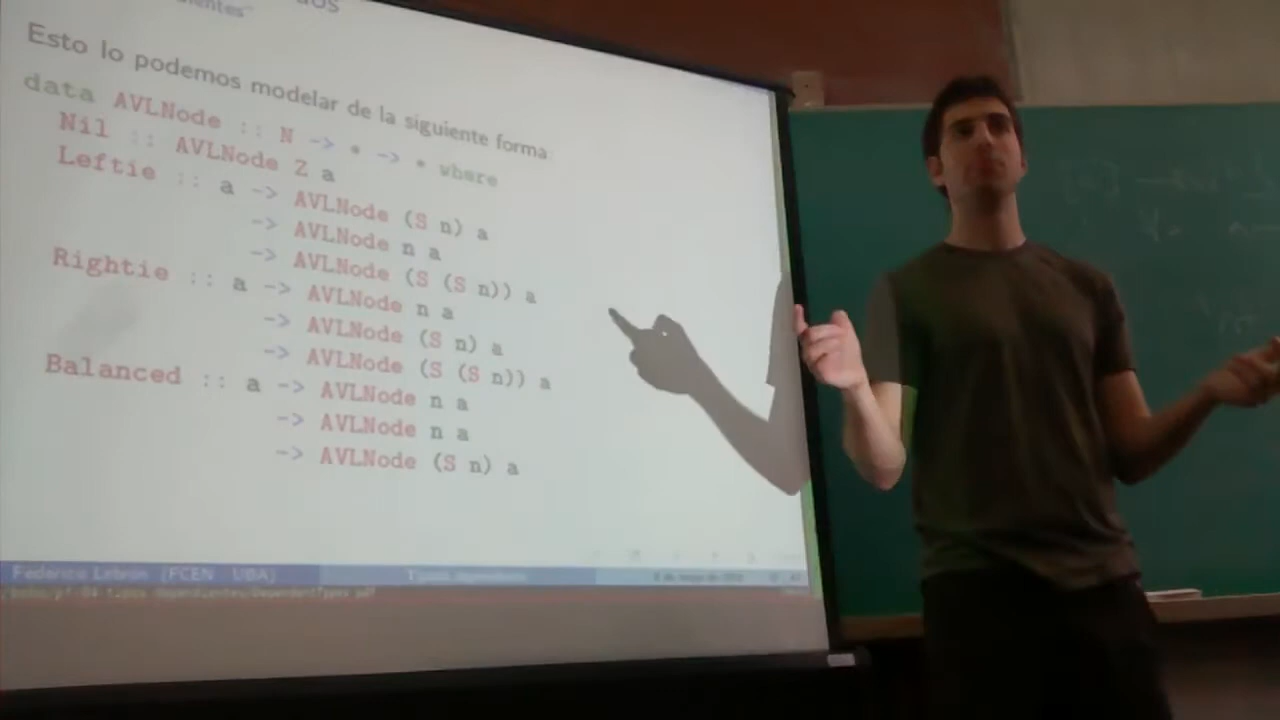 Esto lo podemos modelar de la siguiente forma
data AVLNode :: N -> * -> * where
Nil :: AVLNode Z a
Leftie :: a -> AVLNode (S n) a
-> AVLNode n a
-> AVLNode (S (S n)) a
Rightie :: a -> AVLNode n a
-> AVLNode (S n) a
-> AVLNode (S (S n)) a
Balanced :: a -> AVLNode n a
-> AVLNode n a
-> AVLNode (S n) a
Federico Lebron (FCEN UBA)